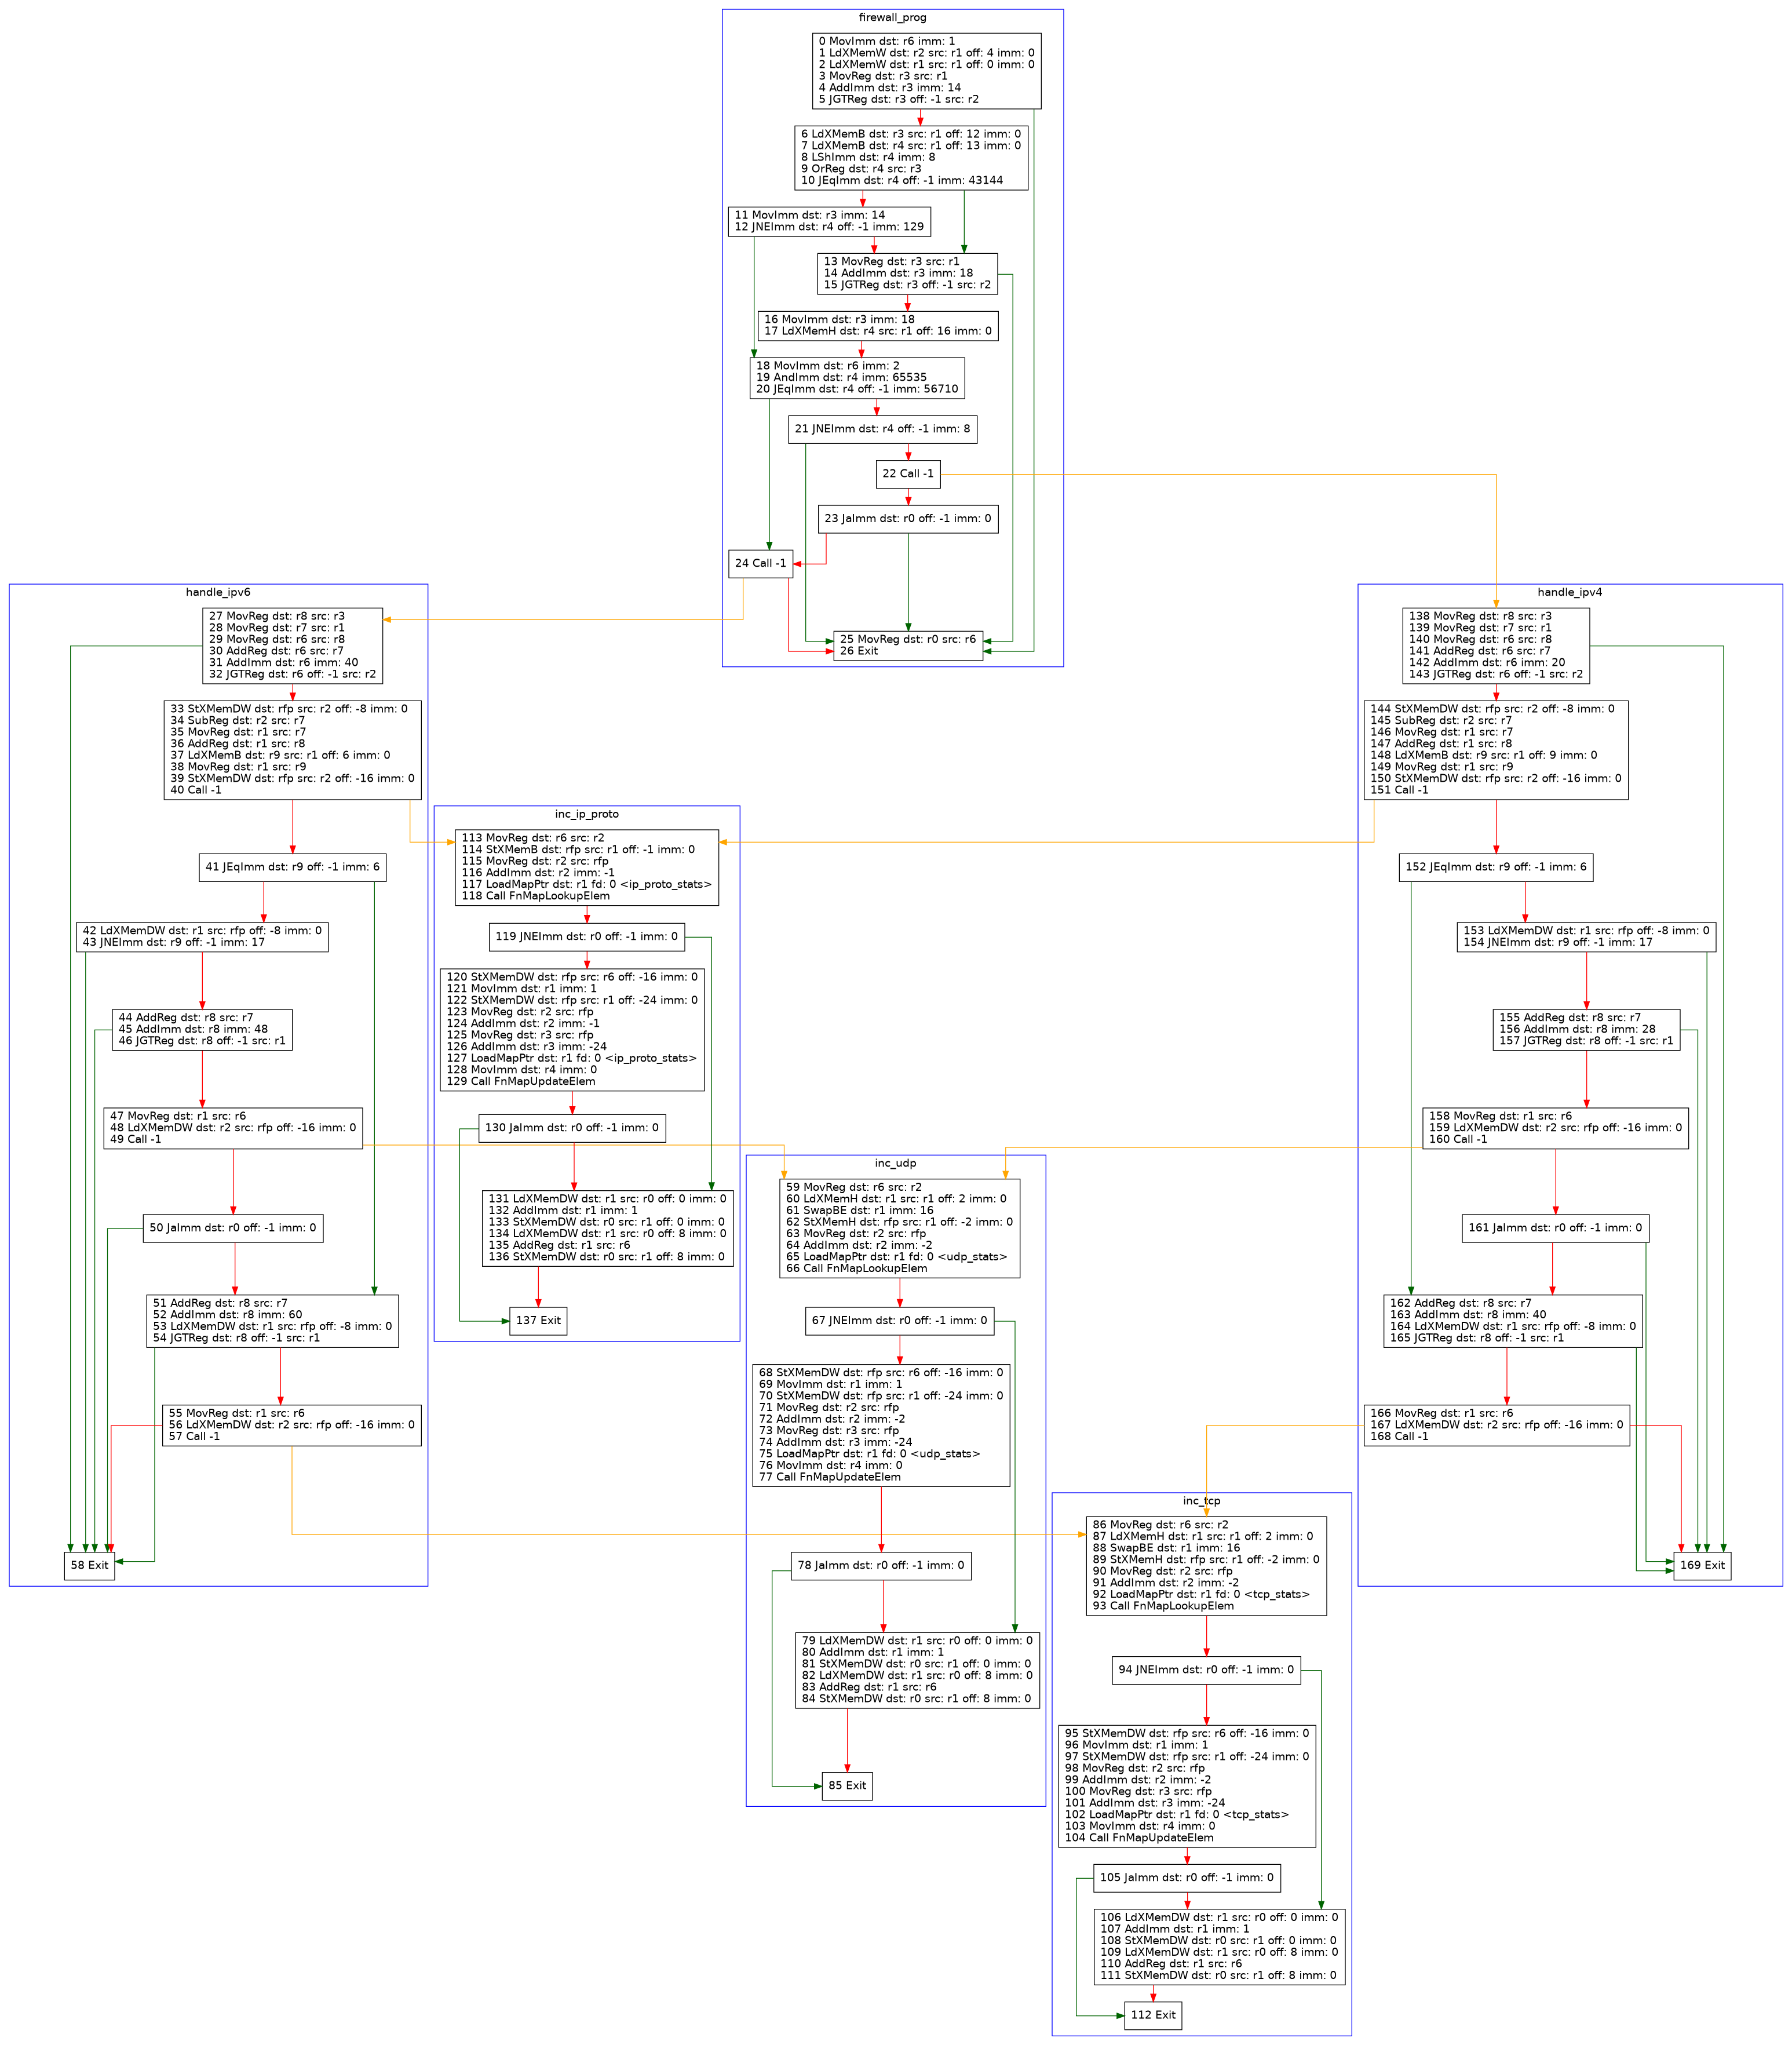 firewall_prog
0 MovImm dst: r6 imm: 1
1 LdXMemW dst: r2 src: r1 off: 4 imm: 0
2 LdXMemW dst: r1 src: r1 off: 0 imm: 0
3 MovReg dst: r3 src: r1
4 AddImm dst: r3 imm: 14
5 JGTReg dst: r3 off: -1 src: r2
6 LdXMemB dst: r3 src: r1 off: 12 imm: 0
7 LdXMemB dst: r4 src: r1 off: 13 imm: 0
8 LShImm dst: r4 imm: 8
9 OrReg dst: r4 src: r3
10 JEqImm dst: r4 off: -1 imm: 43144
11 MovImm dst: r3 imm: 14
12 JNEImm dst: r4 off: -1 imm: 129
13 MovReg dst: r3 src: r1
14 AddImm dst: r3 imm: 18
15 JGTReg dst: r3 off: -1 src: r2
16 MovImm dst: r3 imm: 18
17 LdXMemH dst: r4 src: r1 off: 16 imm: 0
18 MovImm dst: r6 imm: 2
19 AndImm dst: r4 imm: 65535
20 JEqImm dst: r4 off: -1 imm: 56710
21 JNEImm dst: r4 off: -1 imm: 8
22 Call -1
23 JaImm dst: r0 off: -1 imm: 0
24 Call -1
25 MovReg dst: r0 src: r6
26 Exit
handle_ipv6
27 MovReg dst: r8 src: r3
28 MovReg dst: r7 src: r1
29 MovReg dst: r6 src: r8
30 AddReg dst: r6 src: r7
31 AddImm dst: r6 imm: 40
32 JGTReg dst: r6 off: -1 src: r2
33 StXMemDW dst: rfp src: r2 off: -8 imm: 0
34 SubReg dst: r2 src: r7
35 MovReg dst: r1 src: r7
36 AddReg dst: r1 src: r8
37 LdXMemB dst: r9 src: r1 off: 6 imm: 0
38 MovReg dst: r1 src: r9
39 StXMemDW dst: rfp src: r2 off: -16 imm: 0
40 Call -1
41 JEqImm dst: r9 off: -1 imm: 6
42 LdXMemDW dst: r1 src: rfp off: -8 imm: 0
43 JNEImm dst: r9 off: -1 imm: 17
44 AddReg dst: r8 src: r7
45 AddImm dst: r8 imm: 48
46 JGTReg dst: r8 off: -1 src: r1
47 MovReg dst: r1 src: r6
48 LdXMemDW dst: r2 src: rfp off: -16 imm: 0
49 Call -1
50 JaImm dst: r0 off: -1 imm: 0
51 AddReg dst: r8 src: r7
52 AddImm dst: r8 imm: 60
53 LdXMemDW dst: r1 src: rfp off: -8 imm: 0
54 JGTReg dst: r8 off: -1 src: r1
55 MovReg dst: r1 src: r6
56 LdXMemDW dst: r2 src: rfp off: -16 imm: 0
57 Call -1
58 Exit
inc_ip_proto
113 MovReg dst: r6 src: r2
114 StXMemB dst: rfp src: r1 off: -1 imm: 0
115 MovReg dst: r2 src: rfp
116 AddImm dst: r2 imm: -1
117 LoadMapPtr dst: r1 fd: 0 <ip_proto_stats>
118 Call FnMapLookupElem
119 JNEImm dst: r0 off: -1 imm: 0
120 StXMemDW dst: rfp src: r6 off: -16 imm: 0
121 MovImm dst: r1 imm: 1
122 StXMemDW dst: rfp src: r1 off: -24 imm: 0
123 MovReg dst: r2 src: rfp
124 AddImm dst: r2 imm: -1
125 MovReg dst: r3 src: rfp
126 AddImm dst: r3 imm: -24
127 LoadMapPtr dst: r1 fd: 0 <ip_proto_stats>
128 MovImm dst: r4 imm: 0
129 Call FnMapUpdateElem
130 JaImm dst: r0 off: -1 imm: 0
131 LdXMemDW dst: r1 src: r0 off: 0 imm: 0
132 AddImm dst: r1 imm: 1
133 StXMemDW dst: r0 src: r1 off: 0 imm: 0
134 LdXMemDW dst: r1 src: r0 off: 8 imm: 0
135 AddReg dst: r1 src: r6
136 StXMemDW dst: r0 src: r1 off: 8 imm: 0
137 Exit
inc_udp
59 MovReg dst: r6 src: r2
60 LdXMemH dst: r1 src: r1 off: 2 imm: 0
61 SwapBE dst: r1 imm: 16
62 StXMemH dst: rfp src: r1 off: -2 imm: 0
63 MovReg dst: r2 src: rfp
64 AddImm dst: r2 imm: -2
65 LoadMapPtr dst: r1 fd: 0 <udp_stats>
66 Call FnMapLookupElem
67 JNEImm dst: r0 off: -1 imm: 0
68 StXMemDW dst: rfp src: r6 off: -16 imm: 0
69 MovImm dst: r1 imm: 1
70 StXMemDW dst: rfp src: r1 off: -24 imm: 0
71 MovReg dst: r2 src: rfp
72 AddImm dst: r2 imm: -2
73 MovReg dst: r3 src: rfp
74 AddImm dst: r3 imm: -24
75 LoadMapPtr dst: r1 fd: 0 <udp_stats>
76 MovImm dst: r4 imm: 0
77 Call FnMapUpdateElem
78 JaImm dst: r0 off: -1 imm: 0
79 LdXMemDW dst: r1 src: r0 off: 0 imm: 0
80 AddImm dst: r1 imm: 1
81 StXMemDW dst: r0 src: r1 off: 0 imm: 0
82 LdXMemDW dst: r1 src: r0 off: 8 imm: 0
83 AddReg dst: r1 src: r6
84 StXMemDW dst: r0 src: r1 off: 8 imm: 0
85 Exit
inc_tcp
86 MovReg dst: r6 src: r2
87 LdXMemH dst: r1 src: r1 off: 2 imm: 0
88 SwapBE dst: r1 imm: 16
89 StXMemH dst: rfp src: r1 off: -2 imm: 0
90 MovReg dst: r2 src: rfp
91 AddImm dst: r2 imm: -2
92 LoadMapPtr dst: r1 fd: 0 <tcp_stats>
93 Call FnMapLookupElem
94 JNEImm dst: r0 off: -1 imm: 0
95 StXMemDW dst: rfp src: r6 off: -16 imm: 0
96 MovImm dst: r1 imm: 1
97 StXMemDW dst: rfp src: r1 off: -24 imm: 0
98 MovReg dst: r2 src: rfp
99 AddImm dst: r2 imm: -2
100 MovReg dst: r3 src: rfp
101 AddImm dst: r3 imm: -24
102 LoadMapPtr dst: r1 fd: 0 <tcp_stats>
103 MovImm dst: r4 imm: 0
104 Call FnMapUpdateElem
105 JaImm dst: r0 off: -1 imm: 0
106 LdXMemDW dst: r1 src: r0 off: 0 imm: 0
107 AddImm dst: r1 imm: 1
108 StXMemDW dst: r0 src: r1 off: 0 imm: 0
109 LdXMemDW dst: r1 src: r0 off: 8 imm: 0
110 AddReg dst: r1 src: r6
111 StXMemDW dst: r0 src: r1 off: 8 imm: 0
112 Exit
handle_ipv4
138 MovReg dst: r8 src: r3
139 MovReg dst: r7 src: r1
140 MovReg dst: r6 src: r8
141 AddReg dst: r6 src: r7
142 AddImm dst: r6 imm: 20
143 JGTReg dst: r6 off: -1 src: r2
144 StXMemDW dst: rfp src: r2 off: -8 imm: 0
145 SubReg dst: r2 src: r7
146 MovReg dst: r1 src: r7
147 AddReg dst: r1 src: r8
148 LdXMemB dst: r9 src: r1 off: 9 imm: 0
149 MovReg dst: r1 src: r9
150 StXMemDW dst: rfp src: r2 off: -16 imm: 0
151 Call -1
152 JEqImm dst: r9 off: -1 imm: 6
153 LdXMemDW dst: r1 src: rfp off: -8 imm: 0
154 JNEImm dst: r9 off: -1 imm: 17
155 AddReg dst: r8 src: r7
156 AddImm dst: r8 imm: 28
157 JGTReg dst: r8 off: -1 src: r1
158 MovReg dst: r1 src: r6
159 LdXMemDW dst: r2 src: rfp off: -16 imm: 0
160 Call -1
161 JaImm dst: r0 off: -1 imm: 0
162 AddReg dst: r8 src: r7
163 AddImm dst: r8 imm: 40
164 LdXMemDW dst: r1 src: rfp off: -8 imm: 0
165 JGTReg dst: r8 off: -1 src: r1
166 MovReg dst: r1 src: r6
167 LdXMemDW dst: r2 src: rfp off: -16 imm: 0
168 Call -1
169 Exit